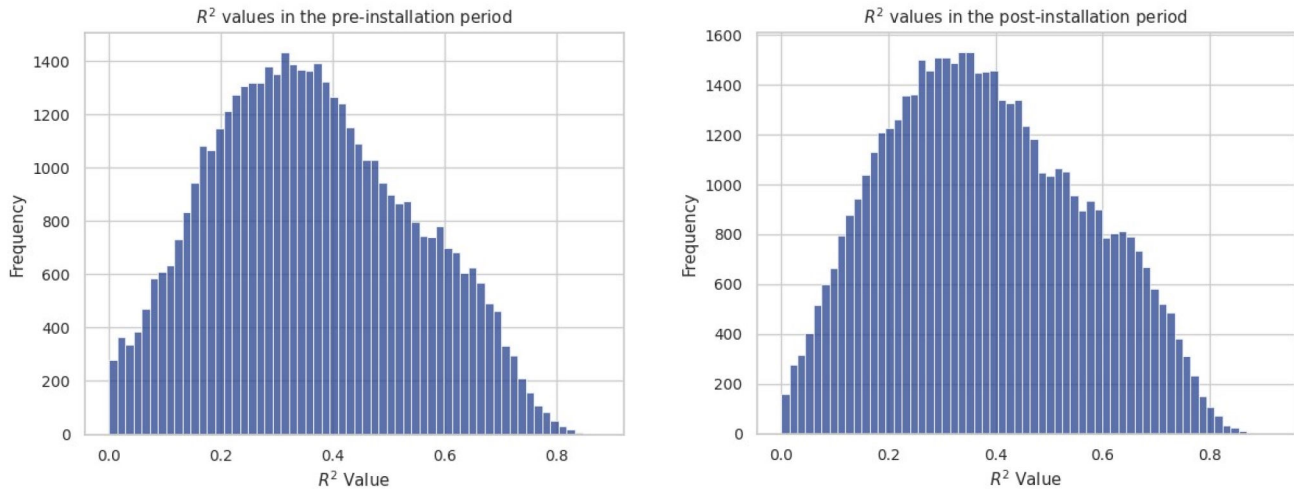 R² values in the pre-installation period
Frequency
1400
1200
1000
800
600
400
200
0
0.0 0.2 0.4 0.6 0.8
R² Value
R² values in the post-installation period
Frequency
1600
1400
1200
1000
800
600
400
200
0
0.0 0.2 0.4 0.6 0.8
R² Value